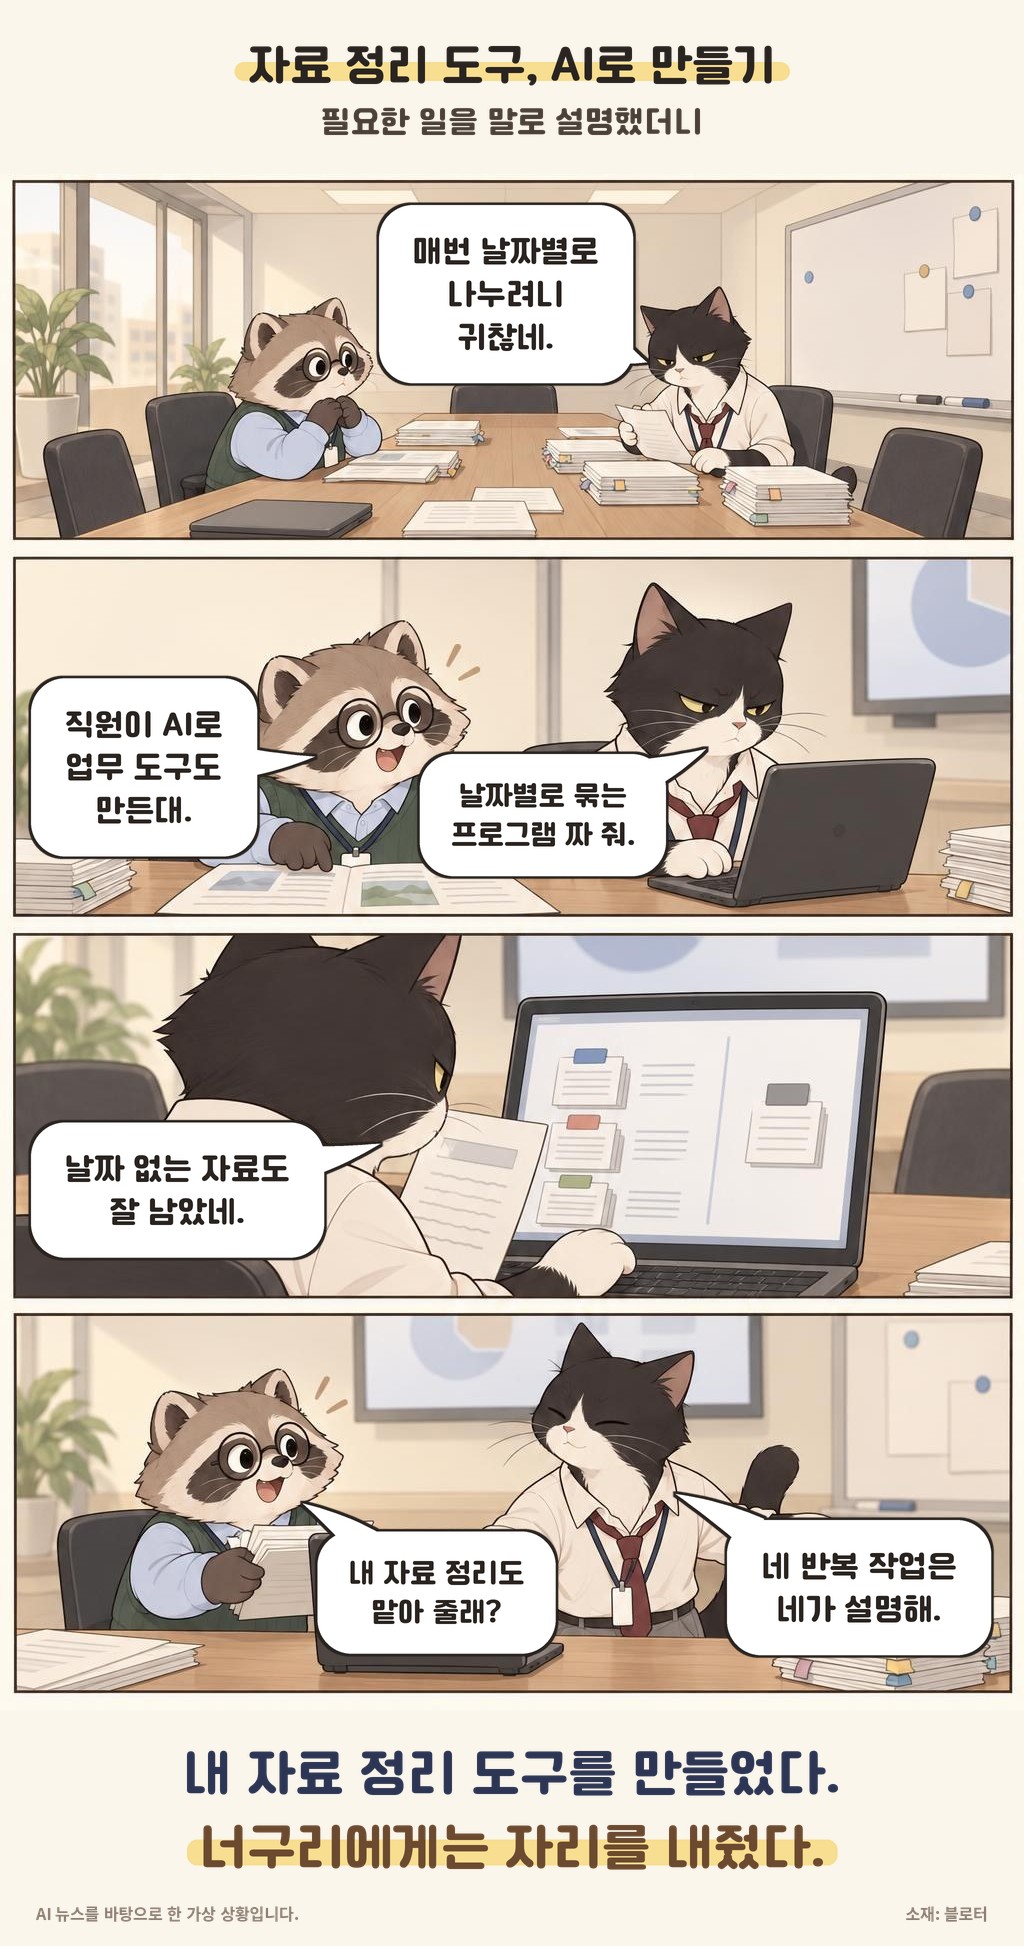 자료 정리 도구, AI로 만들기
필요한 일을 말로 설명했더니
매번 날짜별로
나누려니
귀찮네.
직원이 AI로
업무 도구도
만든대.
날짜별로 묶는
프로그램 짜 줘.
날짜 없는 자료도
잘 남았네.
내 자료 정리도
맡아 줄래?
네 반복 작업은
네가 설명해.
내 자료 정리 도구를 만들었다.
너구리에게는 자리를 내줬다.
AI 뉴스를 바탕으로 한 가상 상황입니다.
소재: 블로터